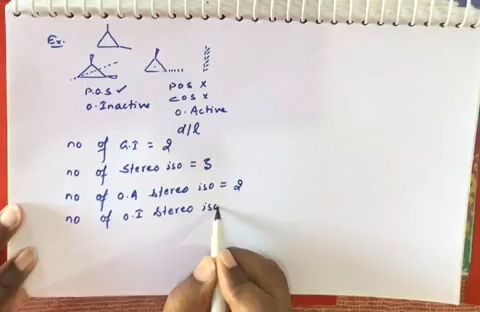 Ex.
P.O.S ✓
O. Inactive
POS x
COS x
O. Active
d/l
no of G.I = 2
no of Stereo iso = 3
no of O.A stereo iso = 2
no of O.I Stereo iso